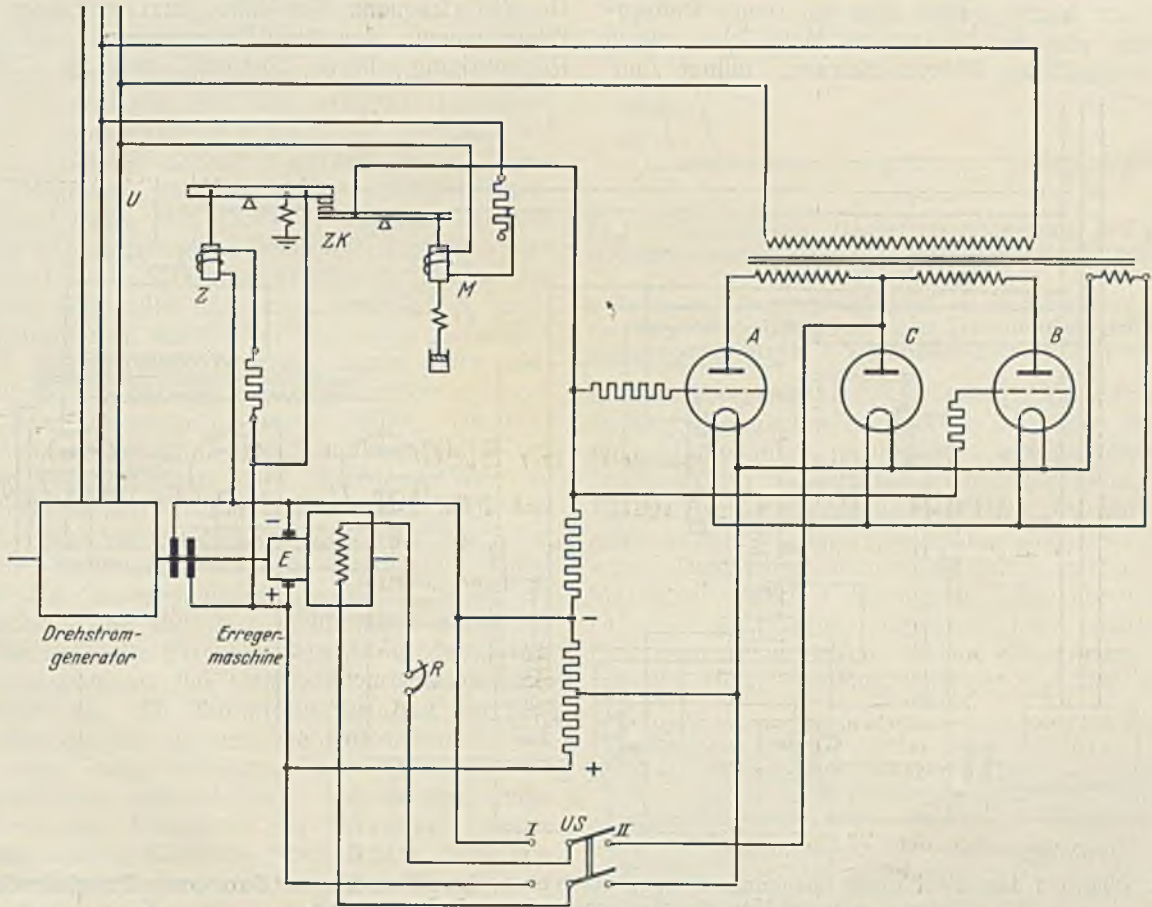 U
ZK
Z
M
A
C
B
−
E
+
Drehstrom-
generator
Erreger-
maschine
R
−
+
I
US
II